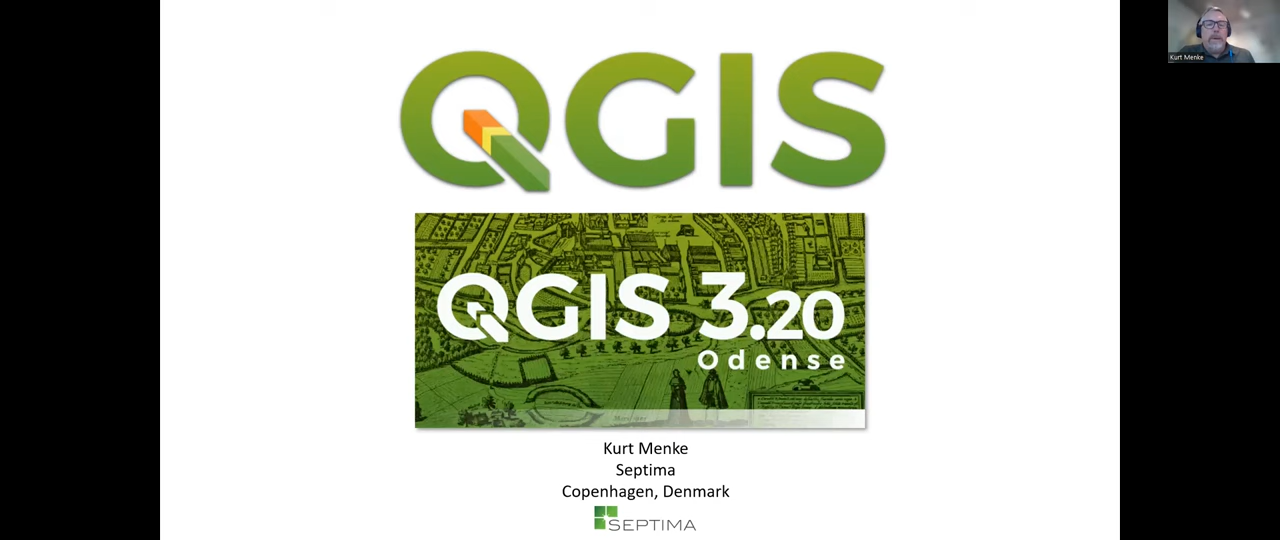 QGIS
QGIS 3.20
Odense
Kurt Menke
Septima
Copenhagen, Denmark
SEPTIMA
Kurt Menke